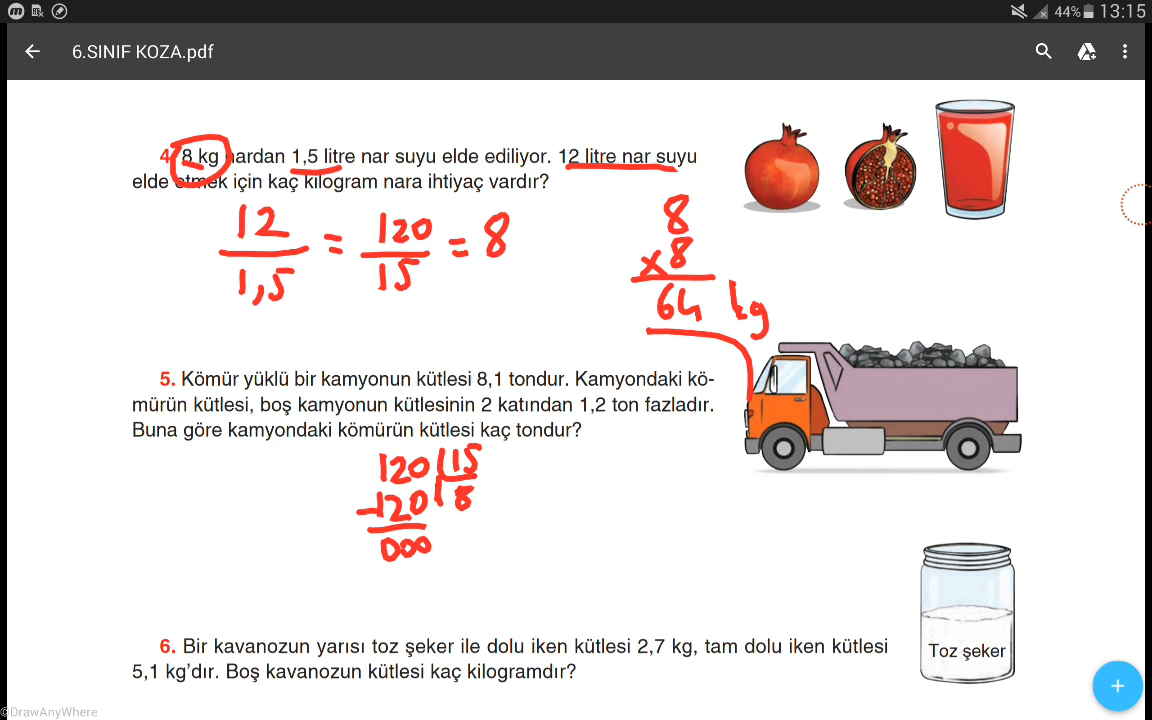 44% 13:15
6.SINIF KOZA.pdf
4. 8 kg nardan 1,5 litre nar suyu elde ediliyor. 12 litre nar suyu
elde etmek için kaç kilogram nara ihtiyaç vardır?
12/1,5 = 120/15 = 8
8
x8
64 kg
5. Kömür yüklü bir kamyonun kütlesi 8,1 tondur. Kamyondaki kö-
mürün kütlesi, boş kamyonun kütlesinin 2 katından 1,2 ton fazladır.
Buna göre kamyondaki kömürün kütlesi kaç tondur?
120 15
-120 8
000
6. Bir kavanozun yarısı toz şeker ile dolu iken kütlesi 2,7 kg, tam dolu iken kütlesi
5,1 kg'dır. Boş kavanozun kütlesi kaç kilogramdır?
Toz şeker
+
©DrawAnyWhere